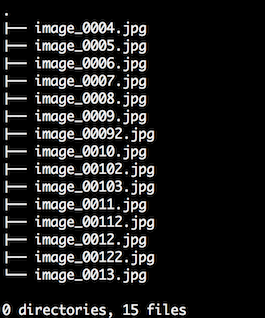 .
├── image_0004.jpg
├── image_0005.jpg
├── image_0006.jpg
├── image_0007.jpg
├── image_0008.jpg
├── image_0009.jpg
├── image_00092.jpg
├── image_0010.jpg
├── image_00102.jpg
├── image_00103.jpg
├── image_0011.jpg
├── image_00112.jpg
├── image_0012.jpg
├── image_00122.jpg
└── image_0013.jpg

0 directories, 15 files